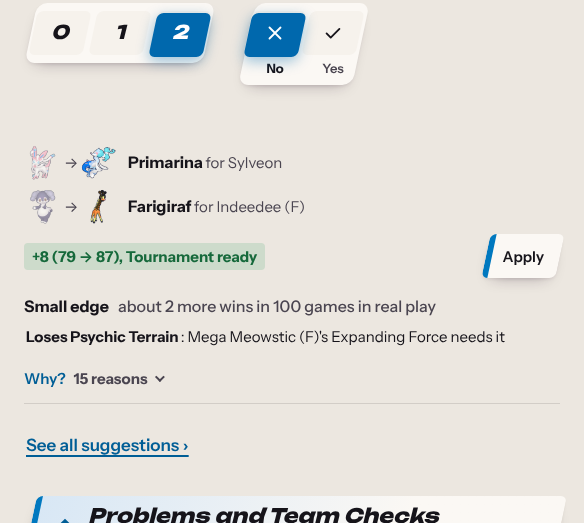 0 1 2
No Yes
→ Primarina for Sylveon
→ Farigiraf for Indeedee (F)
+8 (79 → 87), Tournament ready
Apply
Small edge about 2 more wins in 100 games in real play
Loses Psychic Terrain : Mega Meowstic (F)'s Expanding Force needs it
Why? 15 reasons
See all suggestions ›
Problems and Team Checks